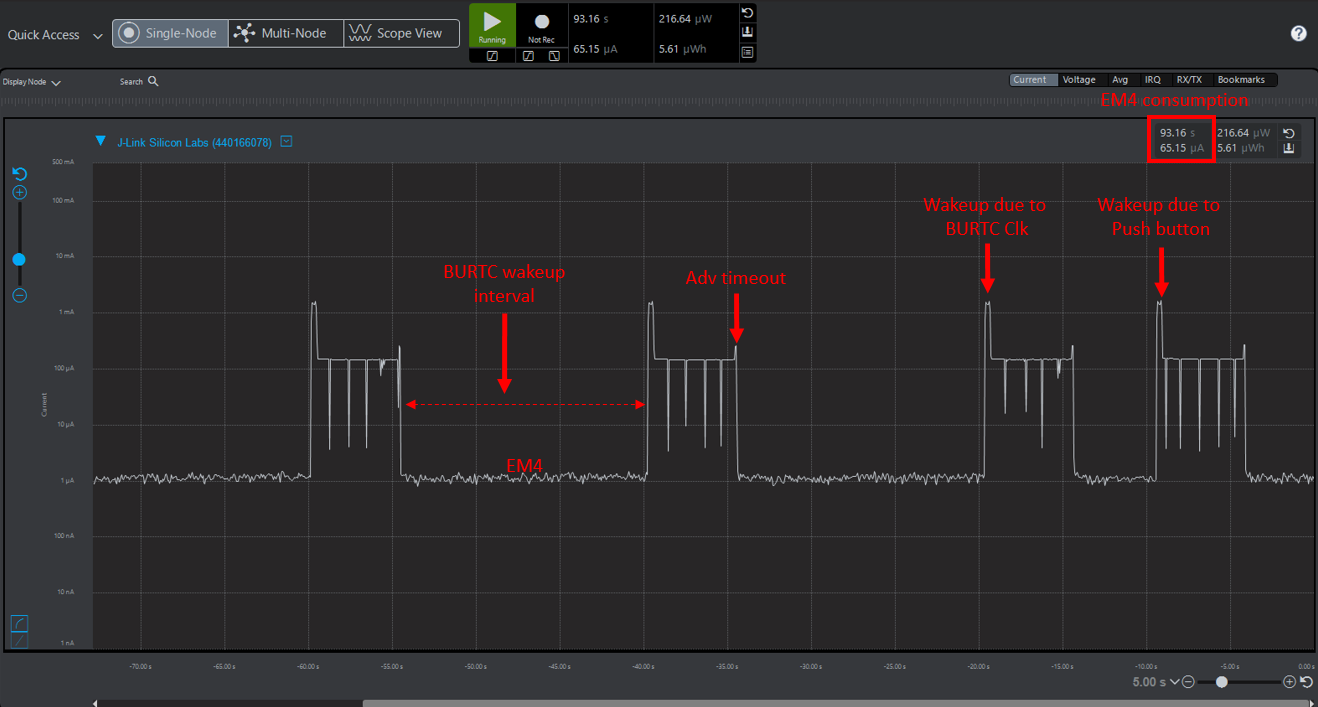 Quick Access
Single-Node
Multi-Node
Scope View
Running
Not Rec
93.16 s
65.15 µA
216.64 µW
5.61 µWh
?
Display Node
Search
Current
Voltage
Avg
IRQ
RX/TX
Bookmarks
EM4 consumption
J-Link Silicon Labs (440166078)
93.16 s
65.15 µA
216.64 µW
5.61 µWh
500 mA
100 mA
10 mA
1 mA
100 µA
10 µA
1 µA
100 nA
10 nA
1 nA
Current
BURTC wakeup
interval
Adv timeout
Wakeup due to
BURTC Clk
Wakeup due to
Push button
EM4
-70.00 s
-65.00 s
-60.00 s
-55.00 s
-50.00 s
-45.00 s
-40.00 s
-35.00 s
-30.00 s
-25.00 s
-20.00 s
-15.00 s
-10.00 s
-5.00 s
0.00 s
5.00 s